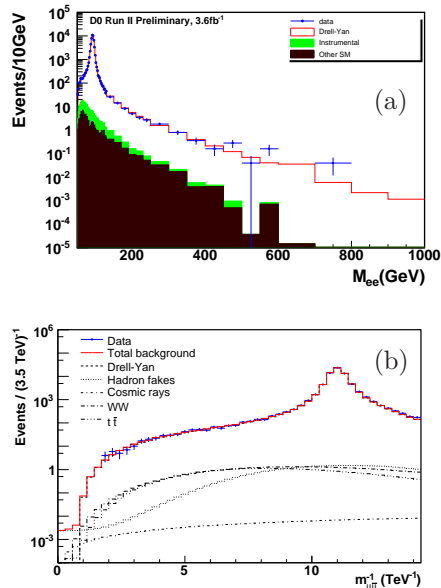 D0 Run II Preliminary, 3.6fb⁻¹
data
Drell-Yan
Instrumental
Other SM
(a)
Events/10GeV
10⁵
10⁴
10³
10²
10
1
10⁻¹
10⁻²
10⁻³
10⁻⁴
10⁻⁵
200 400 600 800 1000
M_ee(GeV)
(b)
Data
Total background
Drell-Yan
Hadron fakes
Cosmic rays
WW
t t̄
Events / (3.5 TeV)⁻¹
10⁶
10³
1
10⁻³
0 5 10
m⁻¹_μμ (TeV⁻¹)